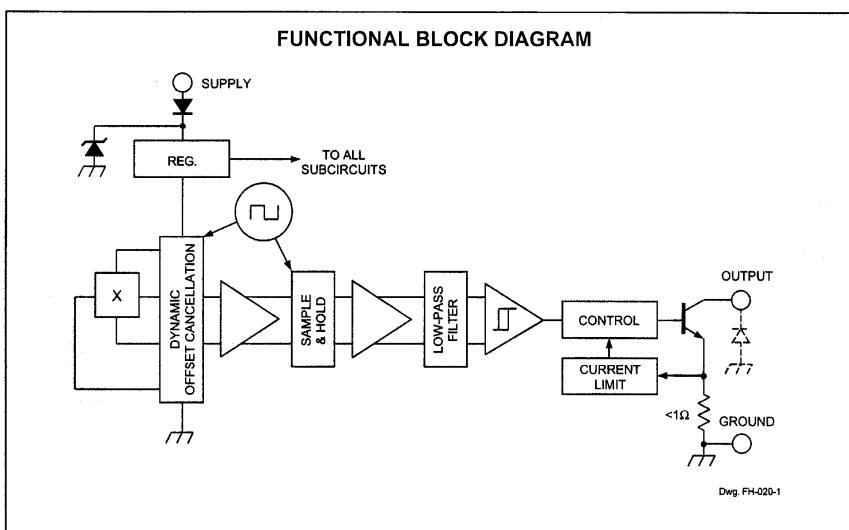 FUNCTIONAL BLOCK DIAGRAM
SUPPLY
REG.
TO ALL
SUBCIRCUITS
X
DYNAMIC
OFFSET CANCELLATION
SAMPLE
& HOLD
LOW-PASS
FILTER
CONTROL
CURRENT
LIMIT
OUTPUT
<1Ω
GROUND
Dwg. FH-020-1